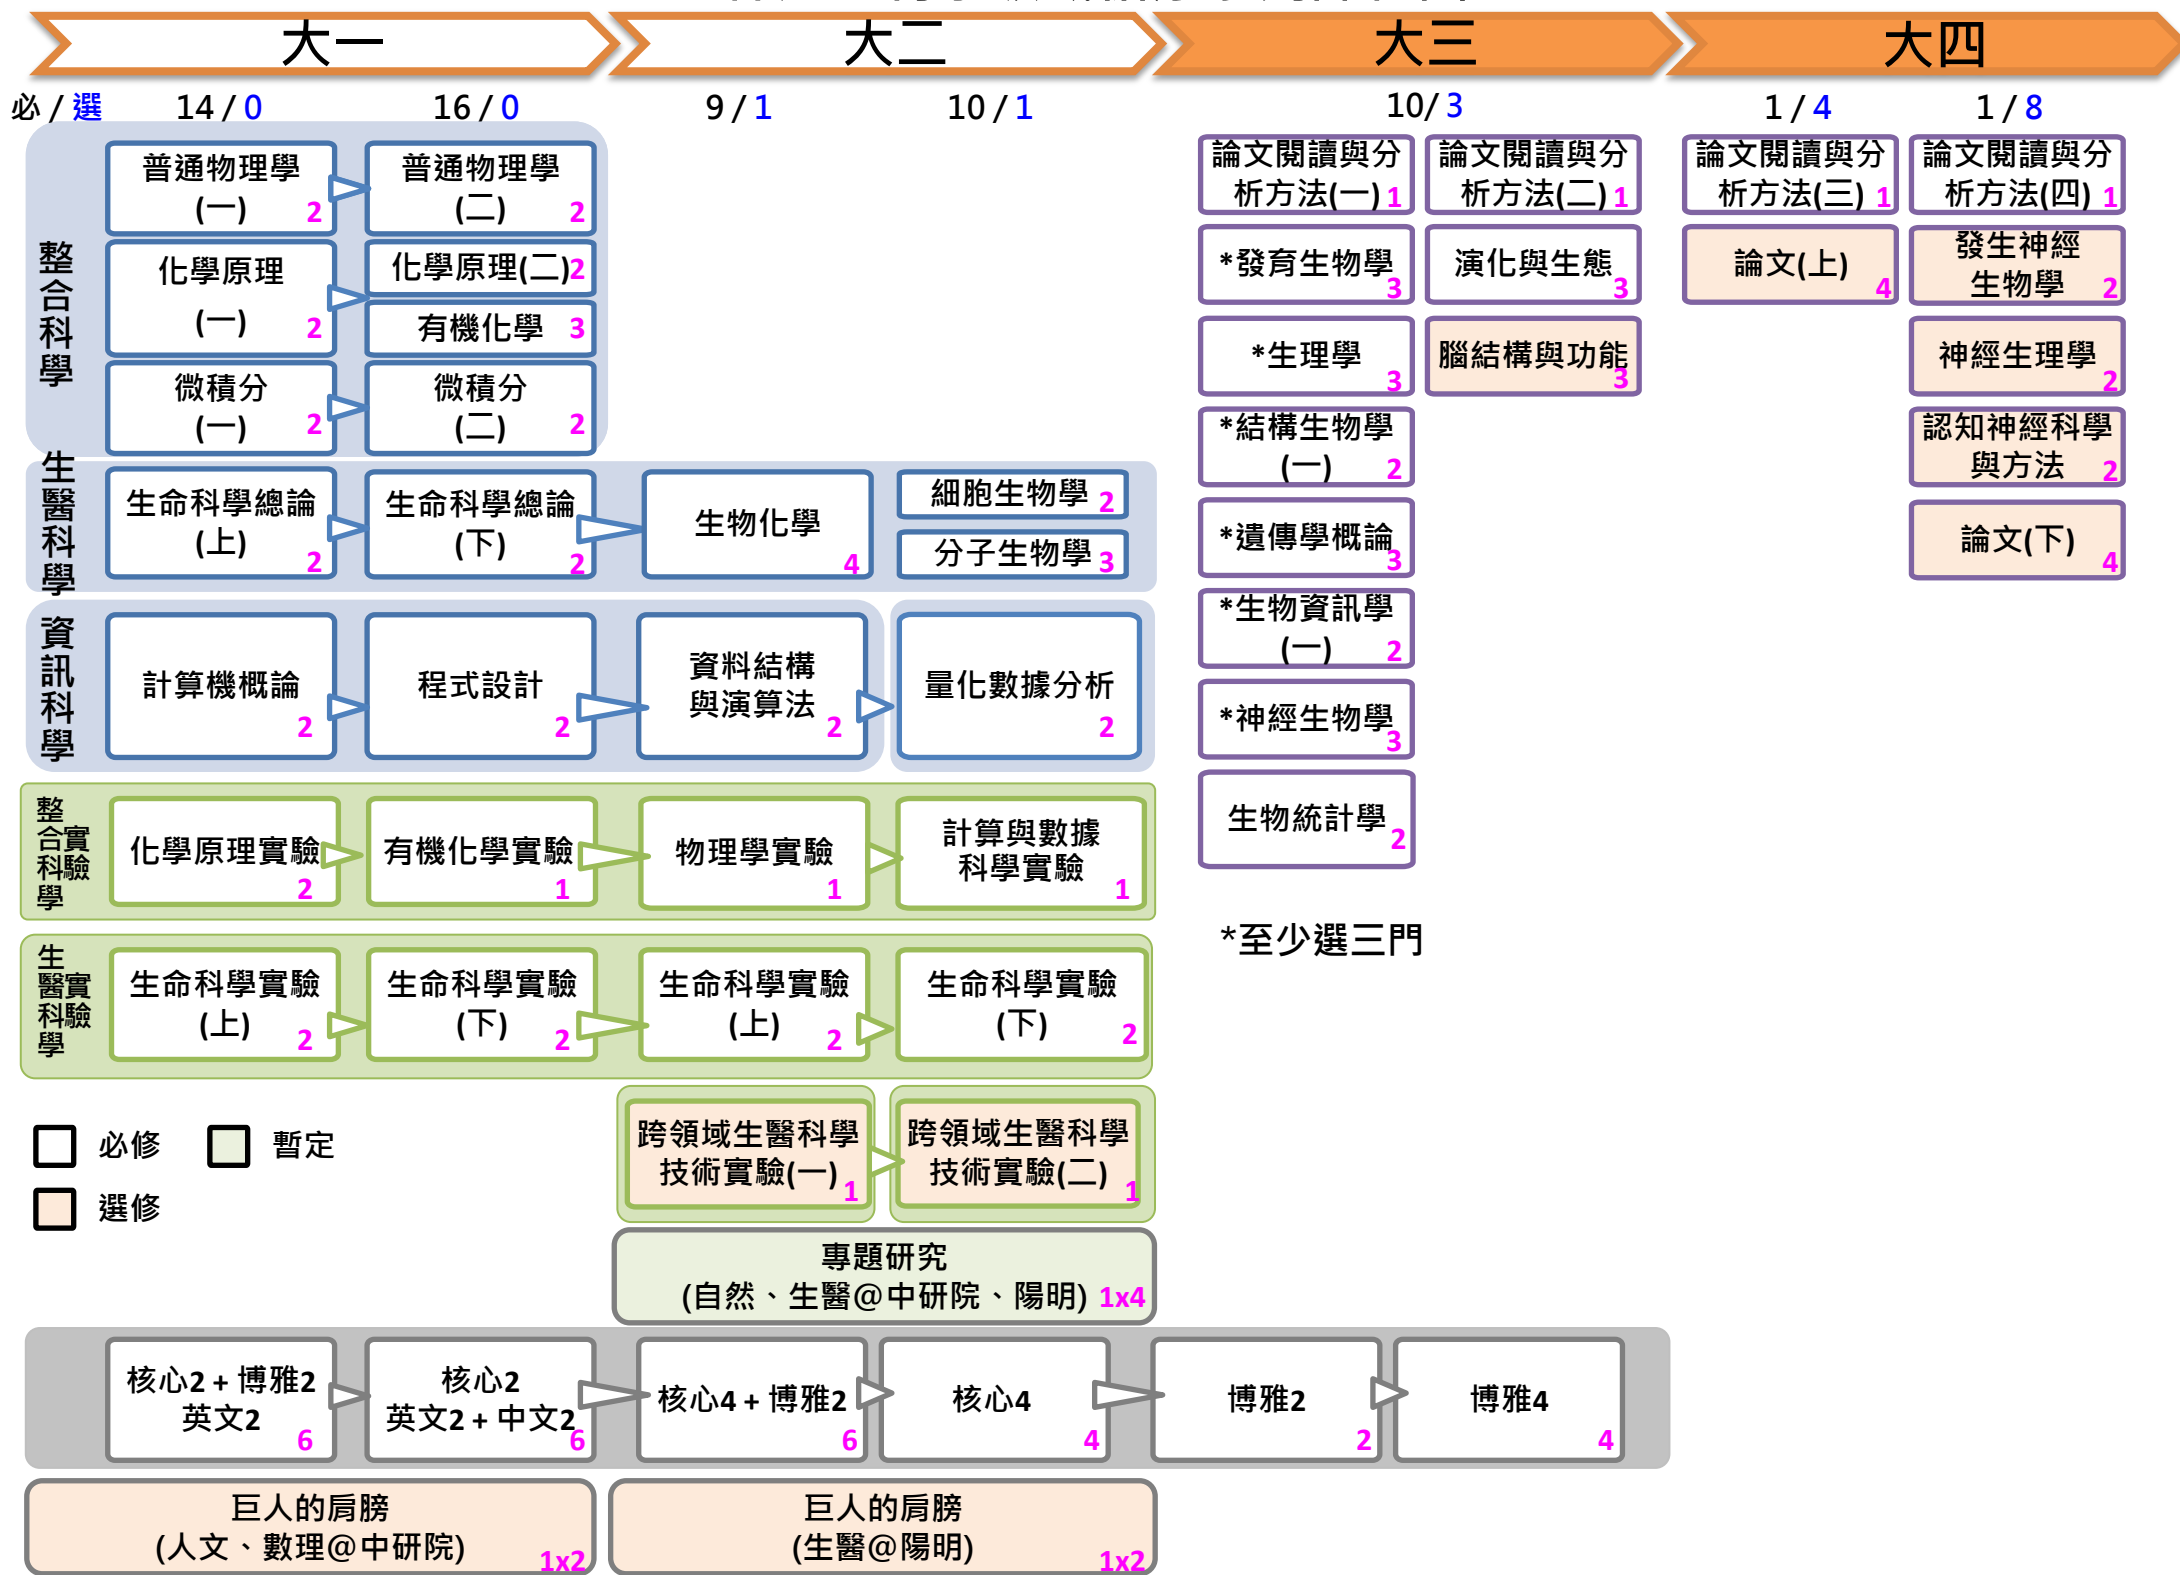 大一
大二
大三
大四
必 / 選
14 / 0
16 / 0
9 / 1
10 / 1
10/ 3
1 / 4
1 / 8
整合科學
普通物理學
(一)
2
普通物理學
(二)
2
化學原理
(一)
2
化學原理(二)
2
有機化學
3
微積分
(一)
2
微積分
(二)
2
生醫科學
生命科學總論
(上)
2
生命科學總論
(下)
2
生物化學
4
細胞生物學
2
分子生物學
3
資訊科學
計算機概論
2
程式設計
2
資料結構
與演算法
2
量化數據分析
2
整合科學
實驗
化學原理實驗
2
有機化學實驗
1
物理學實驗
1
計算與數據
科學實驗
1
生醫科學
實驗
生命科學實驗
(上)
2
生命科學實驗
(下)
2
生命科學實驗
(上)
2
生命科學實驗
(下)
2
跨領域生醫科學
技術實驗(一)
1
跨領域生醫科學
技術實驗(二)
1
必修
暫定
選修
專題研究
(自然、生醫@中研院、陽明)
1x4
核心2 + 博雅2
英文2
6
核心2
英文2 + 中文2
6
核心4 + 博雅2
6
核心4
4
博雅2
2
博雅4
4
巨人的肩膀
(人文、數理@中研院)
1x2
巨人的肩膀
(生醫@陽明)
1x2
論文閱讀與分
析方法(一)
1
論文閱讀與分
析方法(二)
1
*發育生物學
3
演化與生態
3
*生理學
3
腦結構與功能
3
*結構生物學
(一)
2
*遺傳學概論
3
*生物資訊學
(一)
2
*神經生物學
3
生物統計學
2
*至少選三門
論文閱讀與分
析方法(三)
1
論文閱讀與分
析方法(四)
1
論文(上)
4
發生神經
生物學
2
神經生理學
2
認知神經科學
與方法
2
論文(下)
4